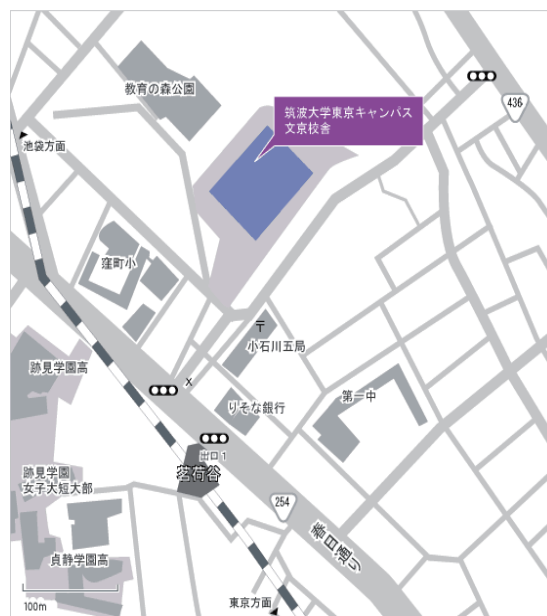 教育の森公園
筑波大学東京キャンパス
文京校舎
436
池袋方面
窪町小
〒
小石川五局
跡見学園高
x
りそな銀行
第一中
出口1
茗荷谷
跡見学園
女子大短大部
254
春日通り
貞静学園高
100m
東京方面